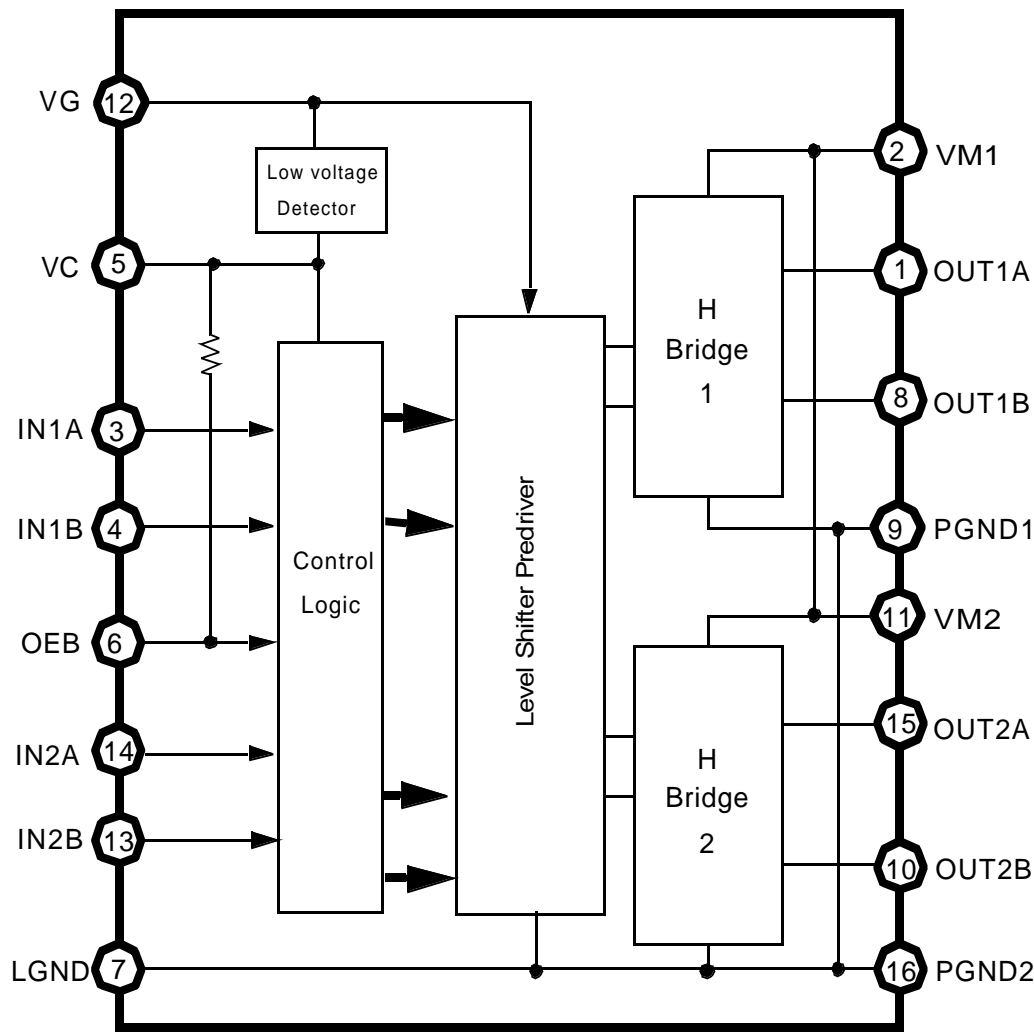 VG
12
Low voltage
Detector
2
VM1
VC
5
1
OUT1A
H
Bridge
1
IN1A
3
8
OUT1B
IN1B
4
9
PGND1
Control
Logic
Level Shifter Predriver
OEB
6
11
VM2
IN2A
14
15
OUT2A
H
Bridge
2
IN2B
13
10
OUT2B
LGND
7
16
PGND2